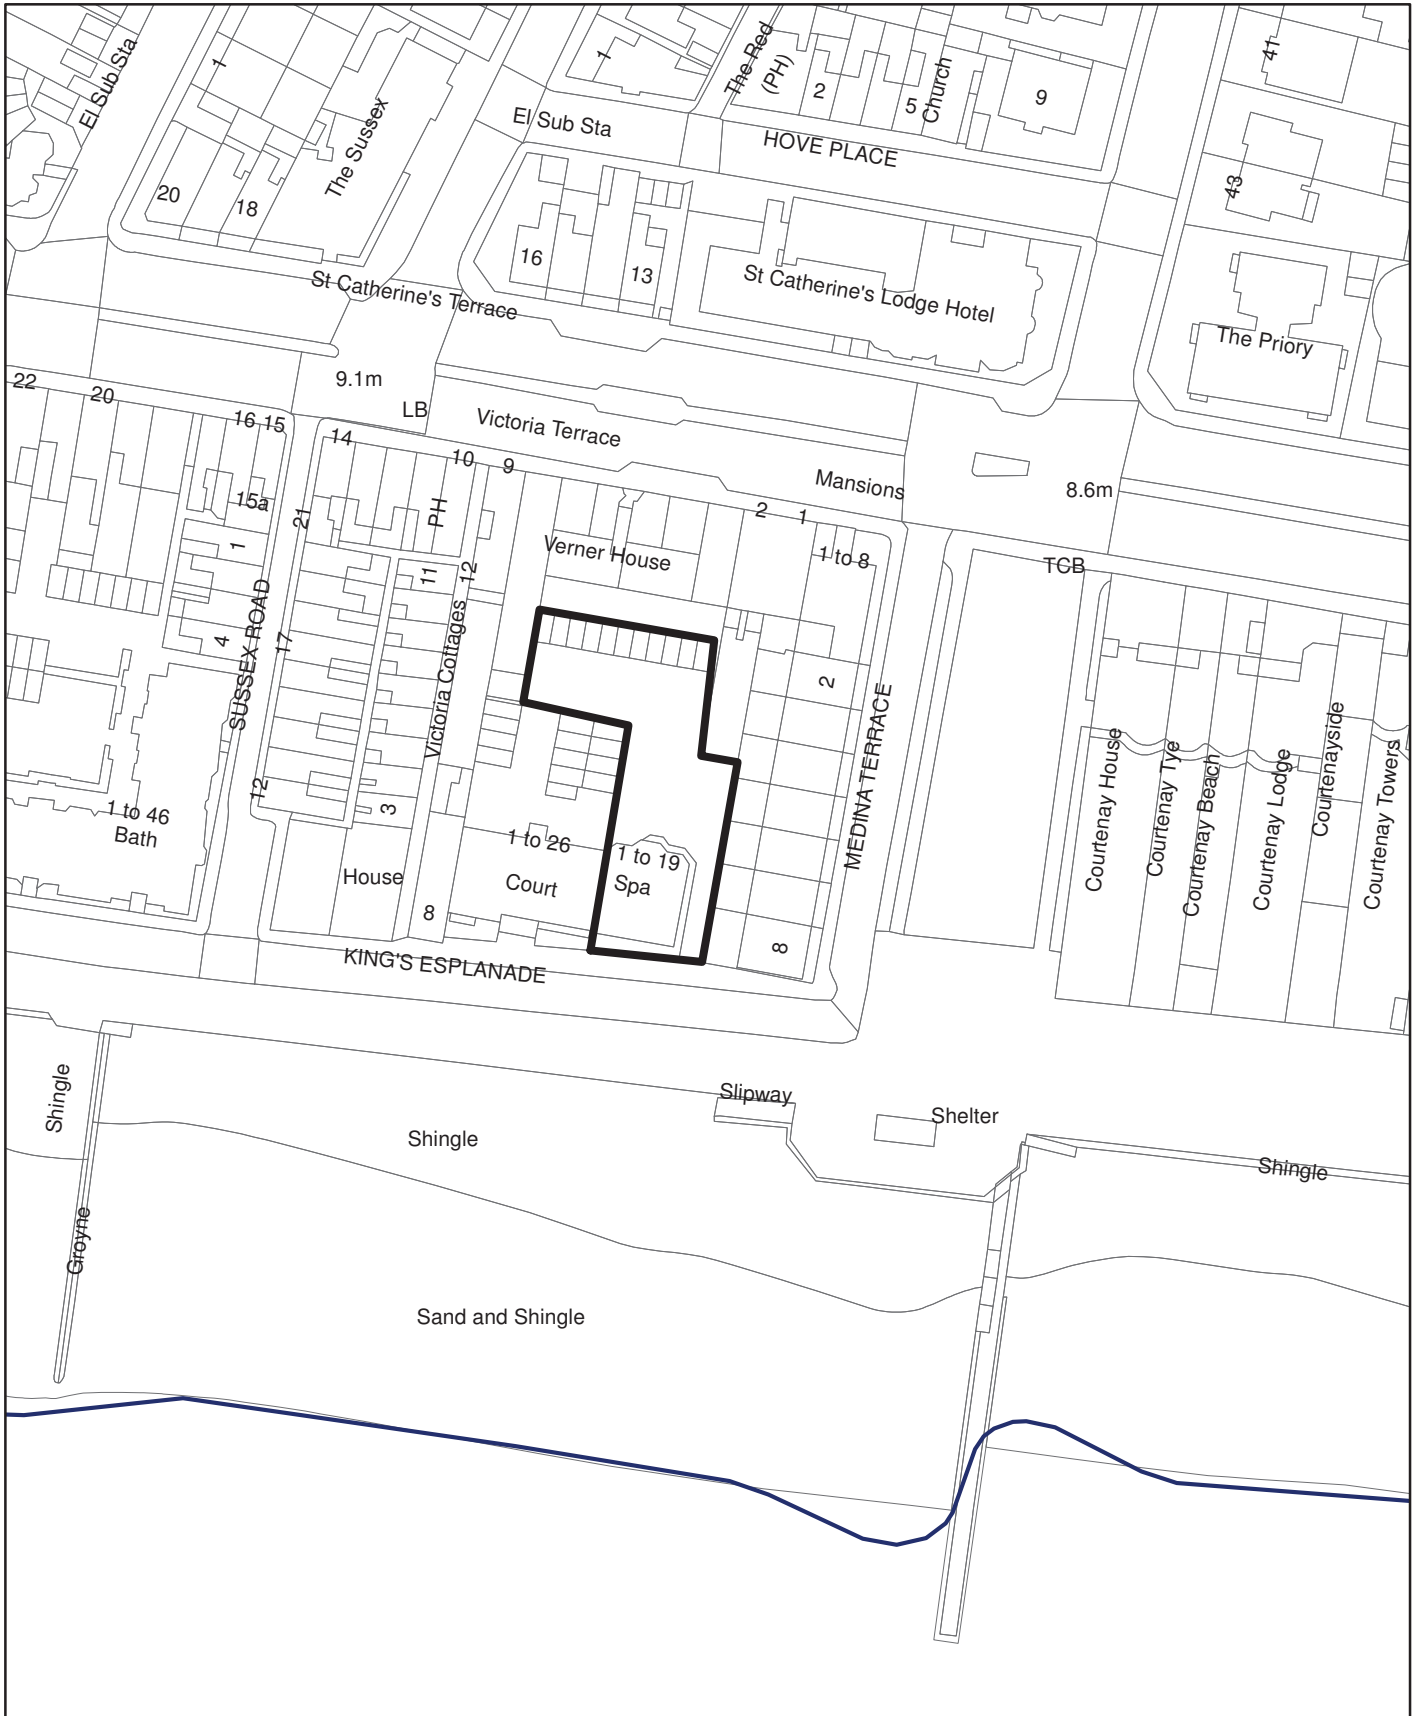 El Sub Sta
1
The Sussex
20
18
1
The Red
(PH)
2
5
Church
9
41
El Sub Sta
HOVE PLACE
43
16
13
St Catherine's Lodge Hotel
St Catherine's Terrace
The Priory
22
20
16
15
9.1m
LB
14
Victoria Terrace
10
9
Mansions
8.6m
15a
21
PH
2
1
1
Verner House
1 to 8
TCB
11
12
4
SUSSEX ROAD
17
Victoria Cottages
2
MEDINA TERRACE
Courtenay House
Courtenay Tye
Courtenay Beach
Courtenay Lodge
Courtenayside
Courtenay Towers
12
3
1 to 46
Bath
1 to 26
Court
1 to 19
Spa
House
8
8
KING'S ESPLANADE
Shingle
Slipway
Shelter
Shingle
Shingle
Groyne
Sand and Shingle